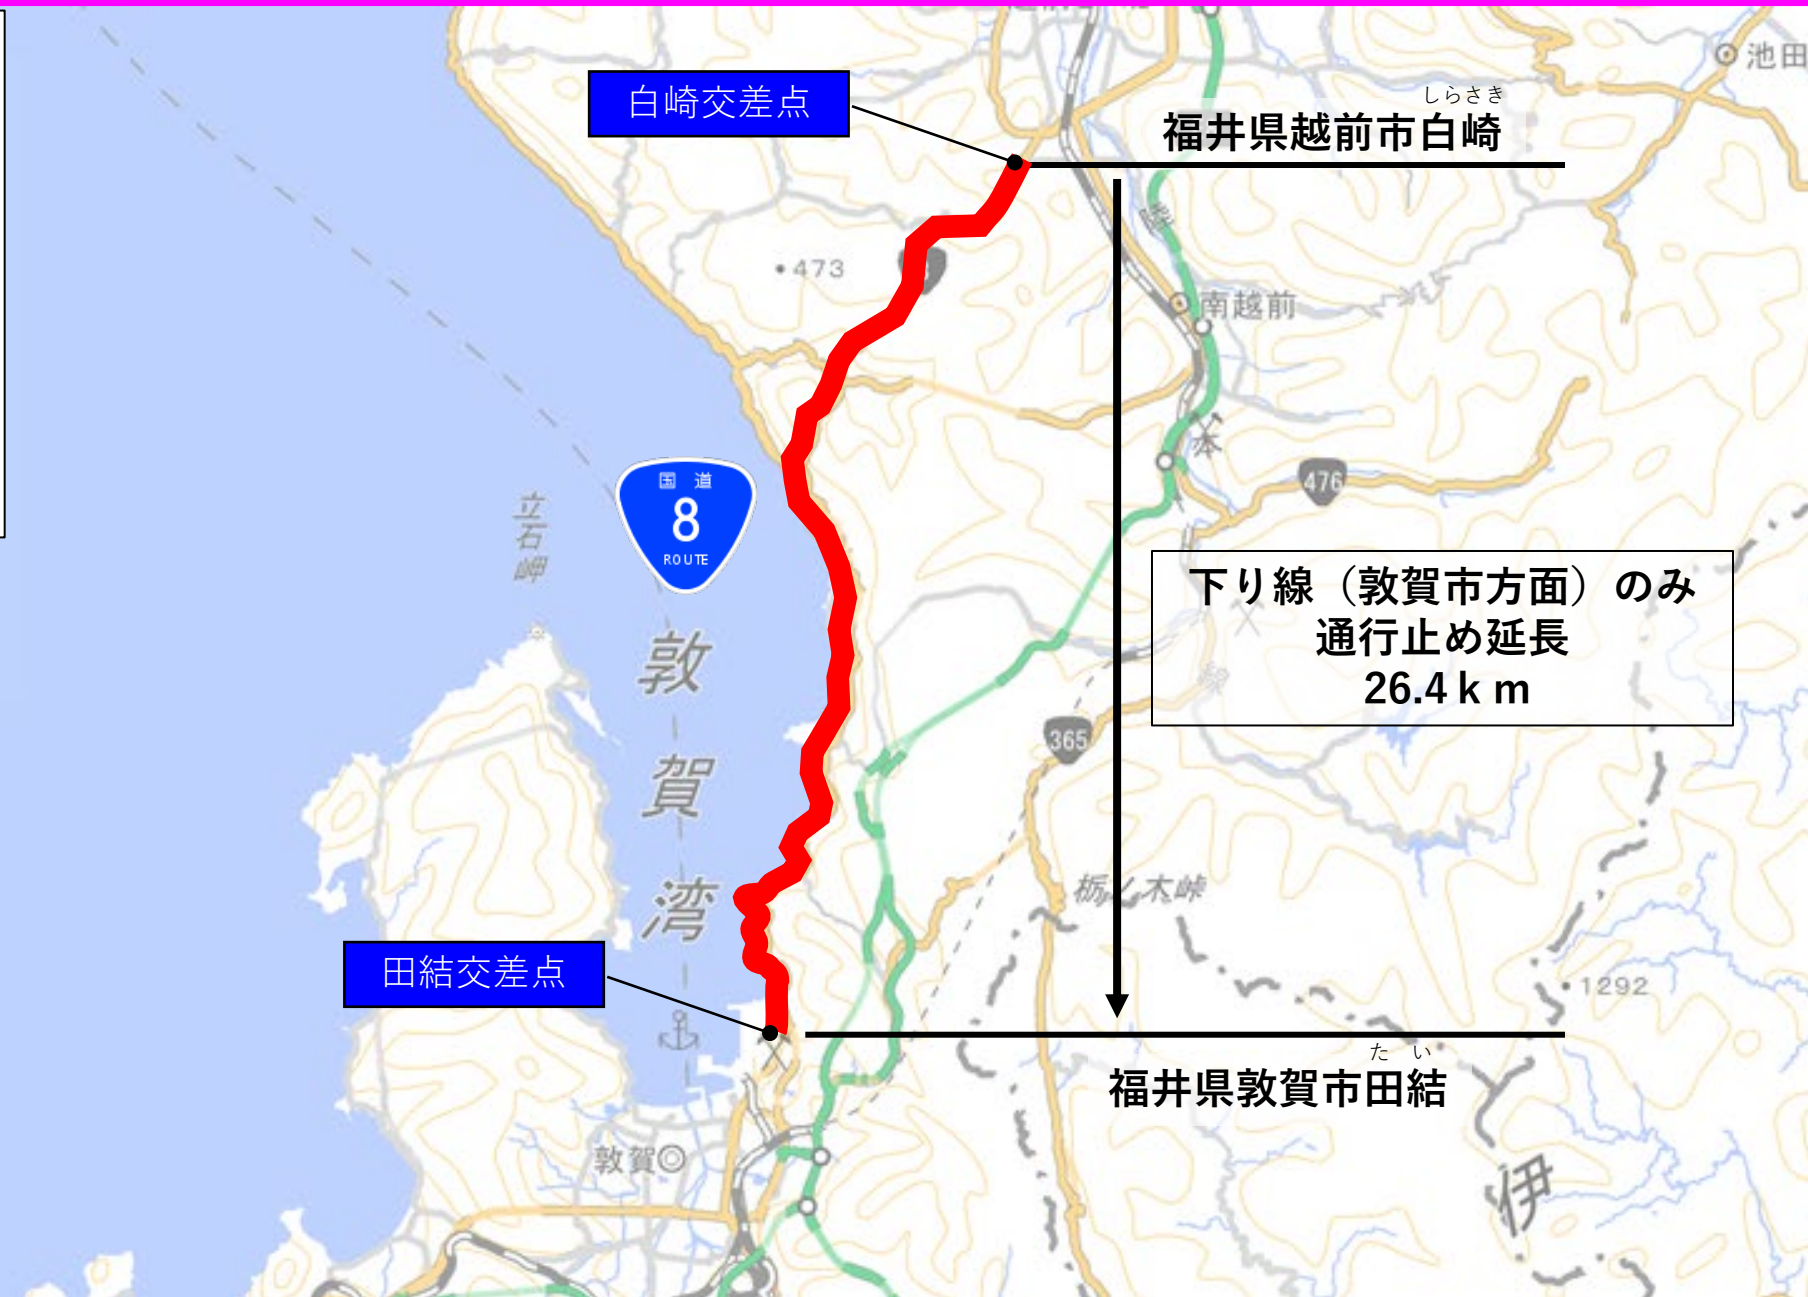 池田
白崎交差点
しらさき
福井県越前市白崎
473
南越前
国道
8
ROUTE
立石岬
476
下り線（敦賀市方面）のみ
通行止め延長
26.4ｋｍ
敦賀湾
365
栃ノ木峠
田結交差点
1292
たい
福井県敦賀市田結
敦賀
伊
本
線